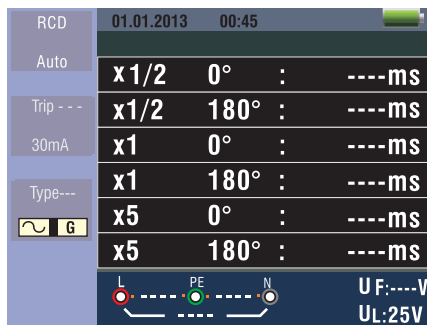 RCD
01.01.2013 00:45
Auto
x1/2 0° : ----ms
Trip - - -
x1/2 180° : ----ms
30mA
x1 0° : ----ms
x1 180° : ----ms
Type---
x5 0° : ----ms
G
x5 180° : ----ms
L PE N
UF:----V
UL:25V